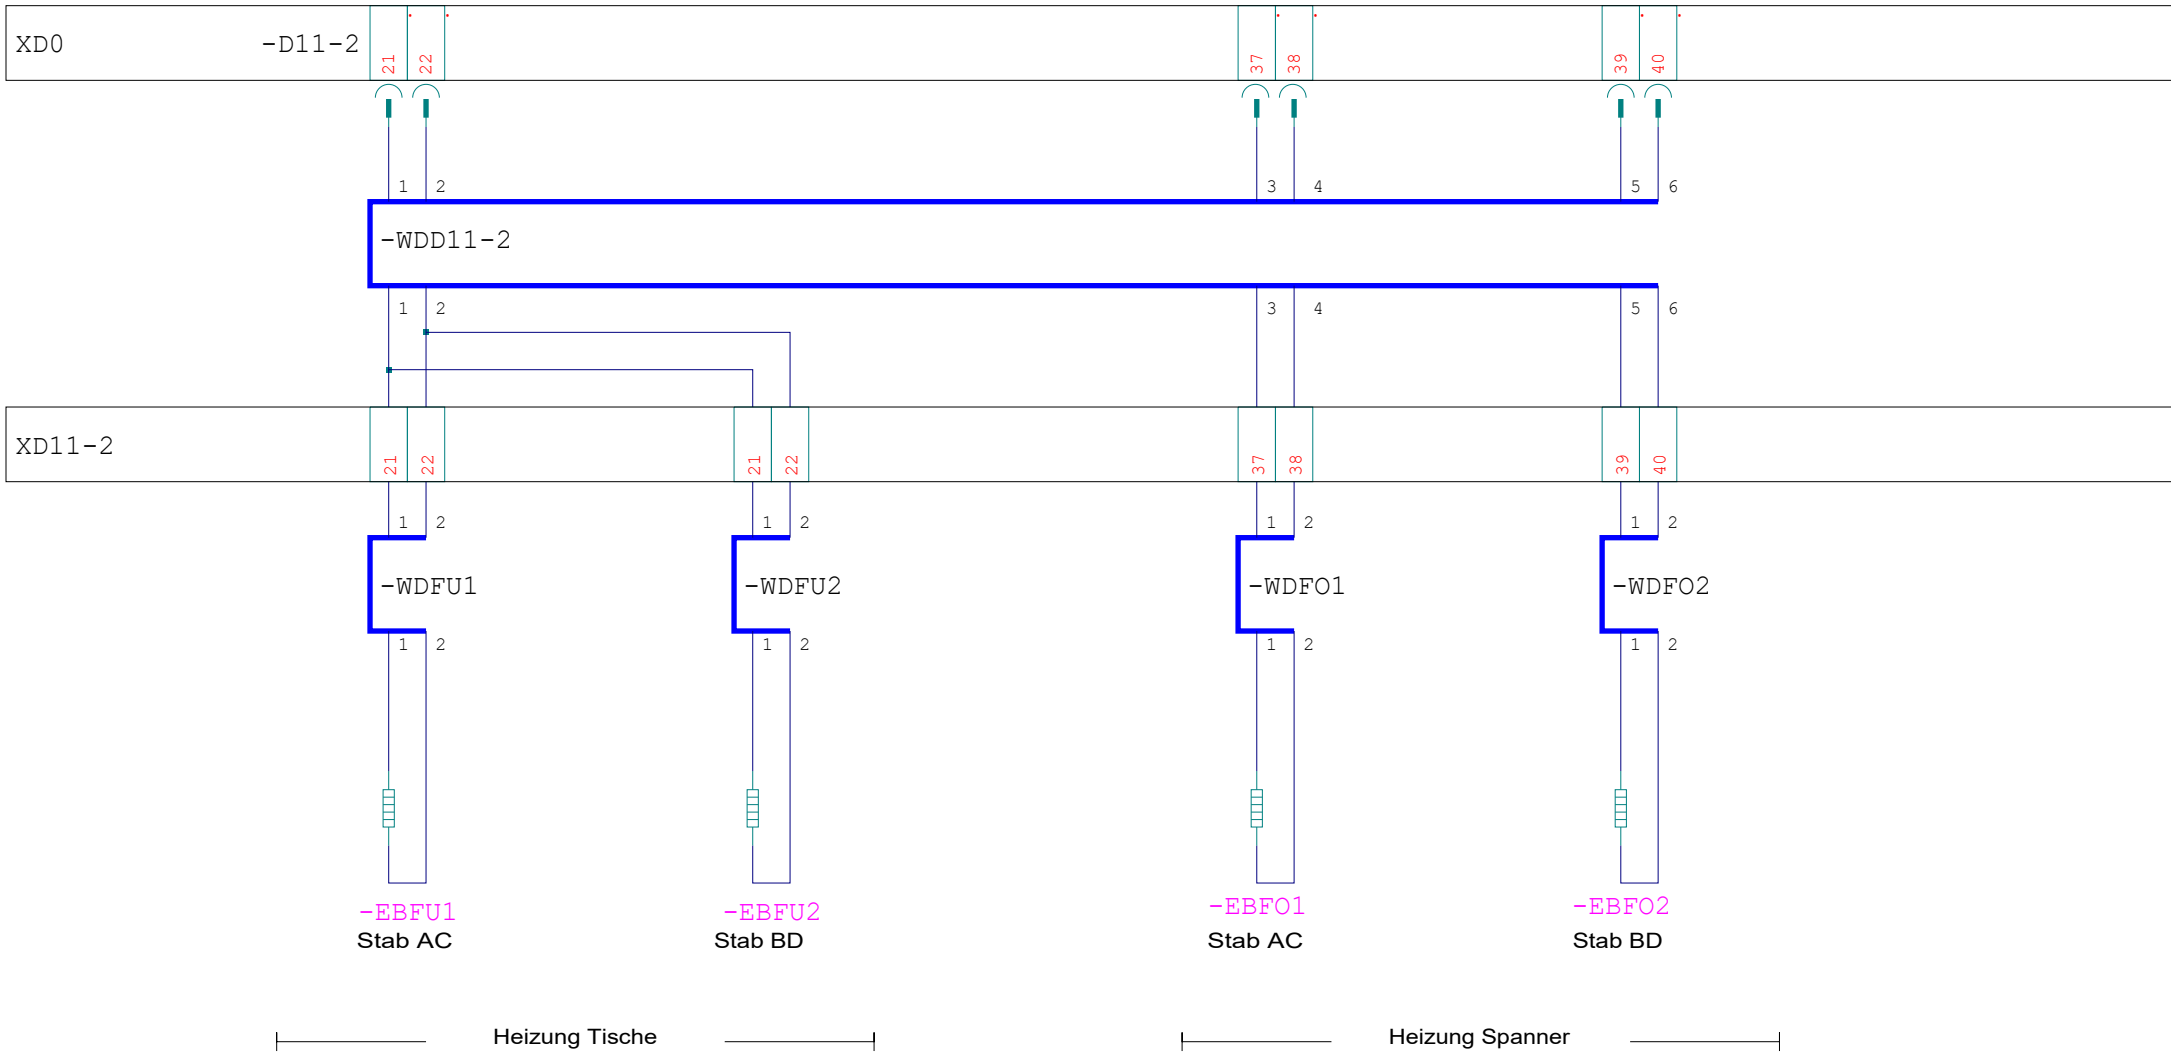 XD0 -D11-2 21 22 37 38 39 40
1 2 3 4 5 6
-WDD11-2
1 2 3 4 5 6
XD11-2 21 22 21 22 37 38 39 40
1 2 1 2 1 2 1 2
-WDFU1 -WDFU2 -WDFO1 -WDFO2
1 2 1 2 1 2 1 2
-EBFU1 -EBFU2 -EBFO1 -EBFO2
Stab AC Stab BD Stab AC Stab BD
Heizung Tische Heizung Spanner